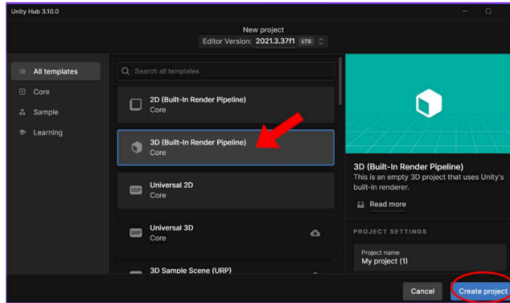 Unity Hub 3.10.0
New project
Editor Version: 2021.3.37f1 LTS
All templates
Core
Sample
Learning
Search all templates
2D (Built-In Render Pipeline)
Core
3D (Built-In Render Pipeline)
Core
SRP
Universal 2D
Core
SRP
Universal 3D
Core
SRP
3D Sample Scene (URP)
3D (Built-In Render Pipeline)
This is an empty 3D project that uses Unity's
built-in renderer.
Read more
PROJECT SETTINGS
Project name
My project (1)
Cancel
Create project